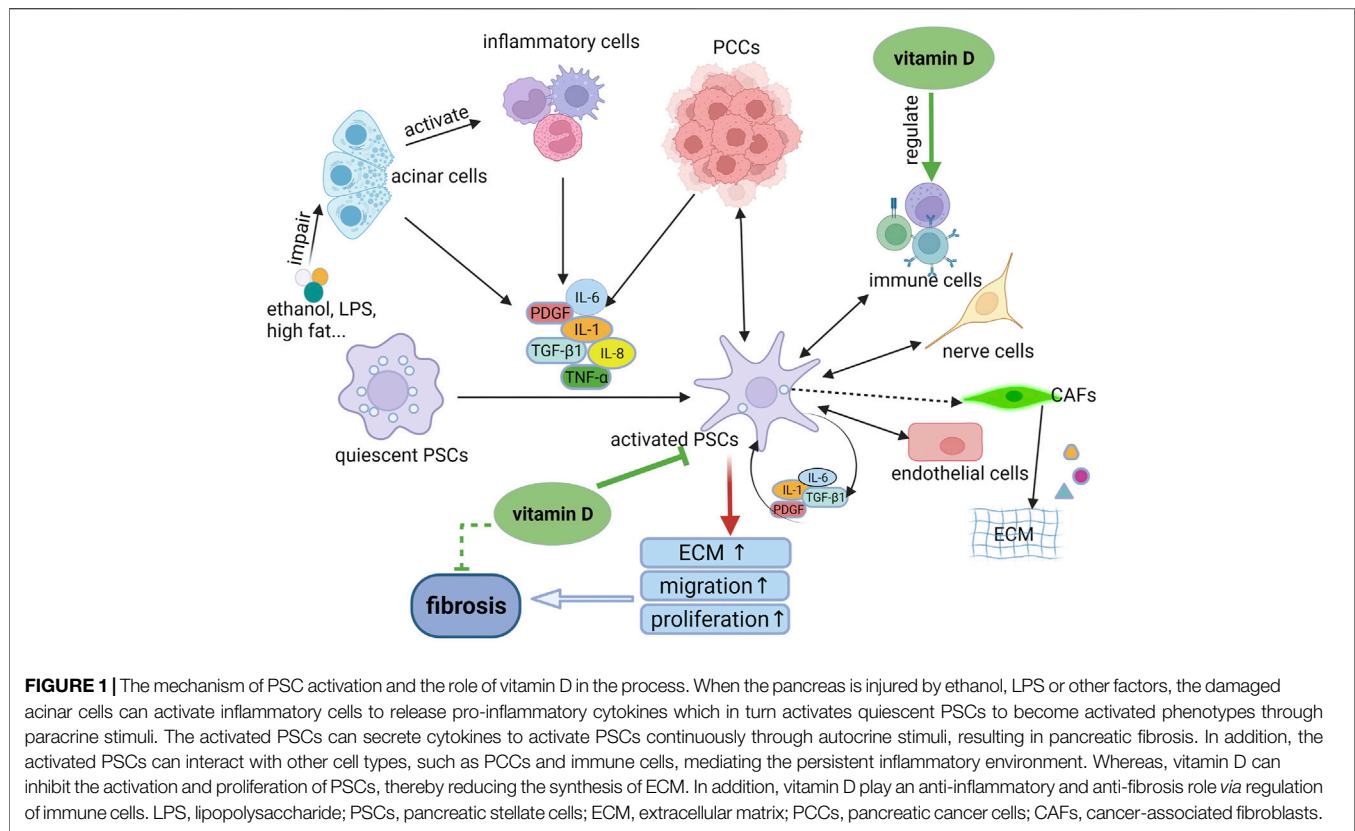 inflammatory cells
PCCs
vitamin D
activate
regulate
acinar cells
impair
ethanol, LPS,
high fat...
immune cells
IL-6
PDGF
IL-1
TGF-β1
IL-8
TNF-α
nerve cells
CAFs
quiescent PSCs
activated PSCs
endothelial cells
IL-6
IL-1
TGF-β1
PDGF
vitamin D
ECM
ECM ↑
migration ↑
proliferation ↑
fibrosis
FIGURE 1 | The mechanism of PSC activation and the role of vitamin D in the process. When the pancreas is injured by ethanol, LPS or other factors, the damaged
acinar cells can activate inflammatory cells to release pro-inflammatory cytokines which in turn activates quiescent PSCs to become activated phenotypes through
paracrine stimuli. The activated PSCs can secrete cytokines to activate PSCs continuously through autocrine stimuli, resulting in pancreatic fibrosis. In addition, the
activated PSCs can interact with other cell types, such as PCCs and immune cells, mediating the persistent inflammatory environment. Whereas, vitamin D can
inhibit the activation and proliferation of PSCs, thereby reducing the synthesis of ECM. In addition, vitamin D play an anti-inflammatory and anti-fibrosis role via regulation
of immune cells. LPS, lipopolysaccharide; PSCs, pancreatic stellate cells; ECM, extracellular matrix; PCCs, pancreatic cancer cells; CAFs, cancer-associated fibroblasts.